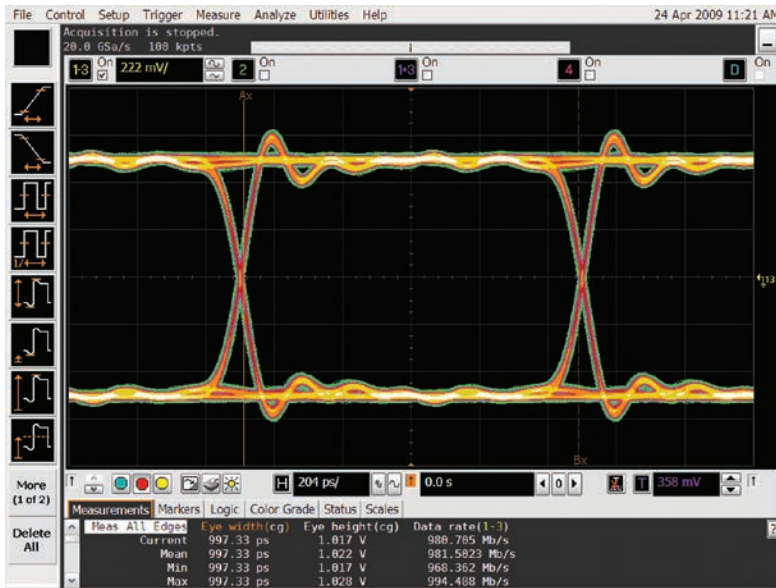 File Control Setup Trigger Measure Analyze Utilities Help 24 Apr 2009 11:21 AM
Acquisition is stopped.
20.0 GSa/s 100 kpts
1-3 On 222 mV/ 2 On 1+3 On 4 On D On
Ax
13
Bx
More
(1 of 2)
Delete
All
H 204 ps/ 0.0 s 0 T 358 mV
Measurements Markers Logic Color Grade Status Scales
Meas All Edges Eye width(cg) Eye height(cg) Data rate(1-3)
Current 997.33 ps 1.017 V 980.705 Mb/s
Mean 997.33 ps 1.022 V 981.5023 Mb/s
Min 997.33 ps 1.017 V 968.362 Mb/s
Max 997.33 ps 1.028 V 994.488 Mb/s
?